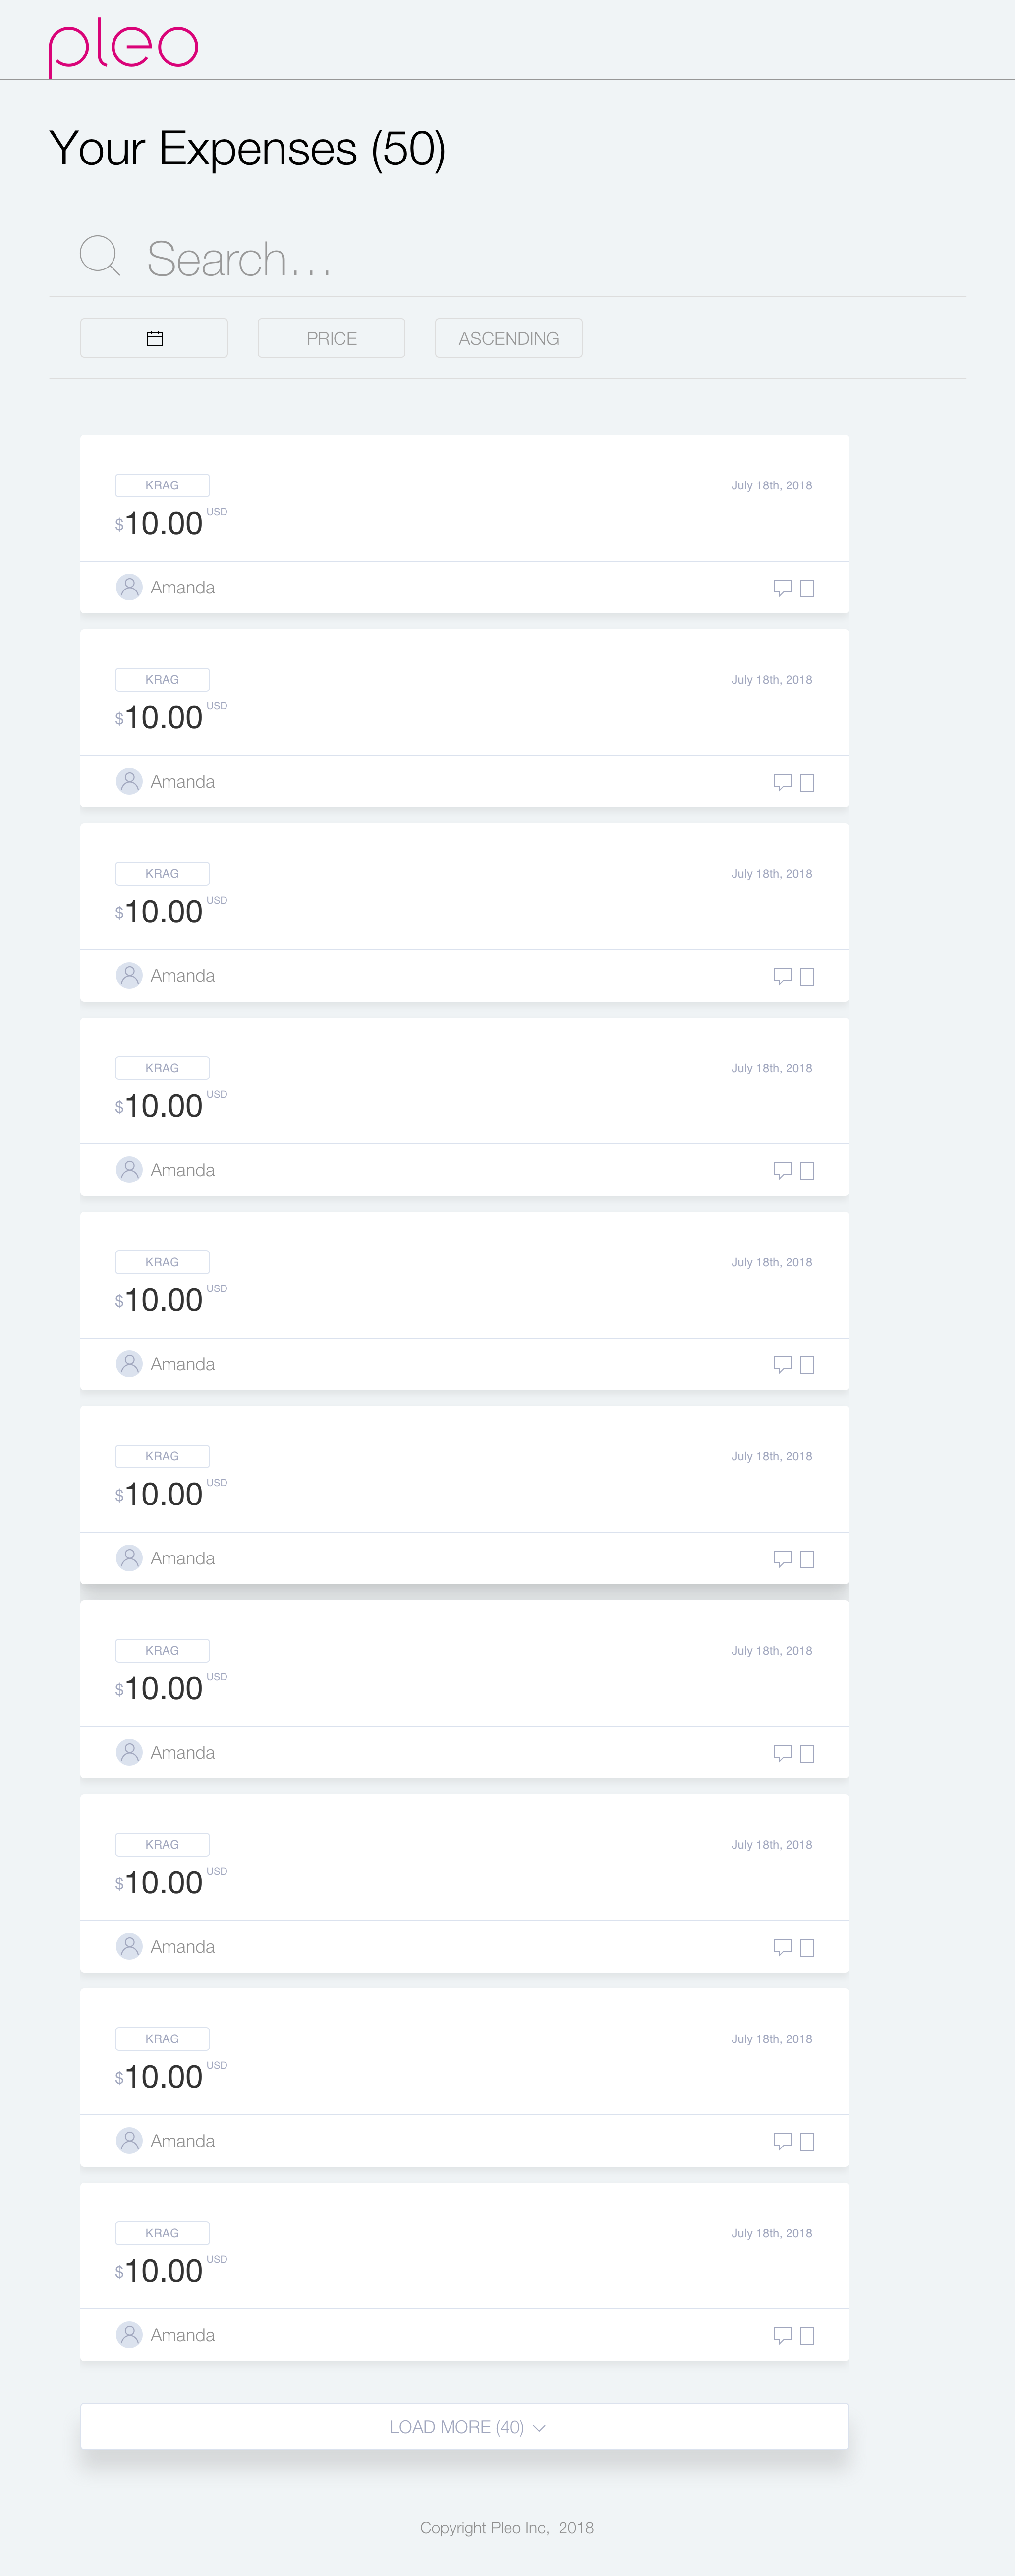 pleo
Your Expenses (50)
Search...
PRICE ASCENDING
KRAG July 18th, 2018
$10.00 USD
Amanda
KRAG July 18th, 2018
$10.00 USD
Amanda
KRAG July 18th, 2018
$10.00 USD
Amanda
KRAG July 18th, 2018
$10.00 USD
Amanda
KRAG July 18th, 2018
$10.00 USD
Amanda
KRAG July 18th, 2018
$10.00 USD
Amanda
KRAG July 18th, 2018
$10.00 USD
Amanda
KRAG July 18th, 2018
$10.00 USD
Amanda
KRAG July 18th, 2018
$10.00 USD
Amanda
KRAG July 18th, 2018
$10.00 USD
Amanda
LOAD MORE (40)
Copyright Pleo Inc, 2018